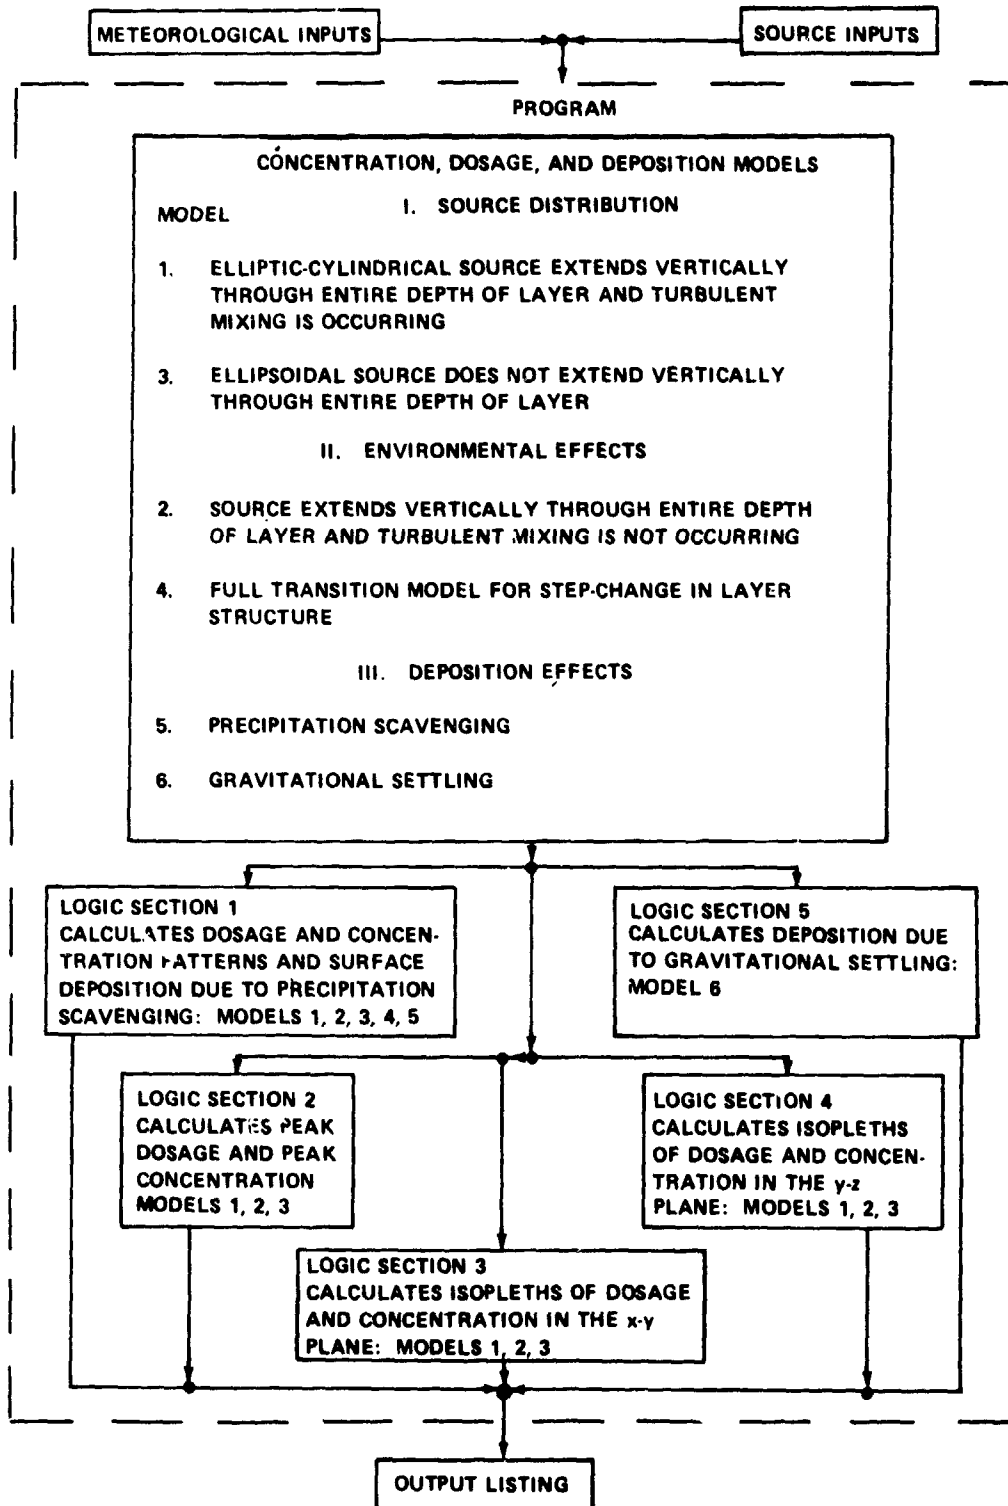 METEOROLOGICAL INPUTS
SOURCE INPUTS
PROGRAM
CONCENTRATION, DOSAGE, AND DEPOSITION MODELS
MODEL
I. SOURCE DISTRIBUTION
1. ELLIPTIC-CYLINDRICAL SOURCE EXTENDS VERTICALLY
THROUGH ENTIRE DEPTH OF LAYER AND TURBULENT
MIXING IS OCCURRING
3. ELLIPSOIDAL SOURCE DOES NOT EXTEND VERTICALLY
THROUGH ENTIRE DEPTH OF LAYER
II. ENVIRONMENTAL EFFECTS
2. SOURCE EXTENDS VERTICALLY THROUGH ENTIRE DEPTH
OF LAYER AND TURBULENT MIXING IS NOT OCCURRING
4. FULL TRANSITION MODEL FOR STEP-CHANGE IN LAYER
STRUCTURE
III. DEPOSITION EFFECTS
5. PRECIPITATION SCAVENGING
6. GRAVITATIONAL SETTLING
LOGIC SECTION 1
CALCULATES DOSAGE AND CONCEN-
TRATION PATTERNS AND SURFACE
DEPOSITION DUE TO PRECIPITATION
SCAVENGING: MODELS 1, 2, 3, 4, 5
LOGIC SECTION 5
CALCULATES DEPOSITION DUE
TO GRAVITATIONAL SETTLING:
MODEL 6
LOGIC SECTION 2
CALCULATES PEAK
DOSAGE AND PEAK
CONCENTRATION
MODELS 1, 2, 3
LOGIC SECTION 4
CALCULATES ISOPLETHS
OF DOSAGE AND CONCEN-
TRATION IN THE y-z
PLANE: MODELS 1, 2, 3
LOGIC SECTION 3
CALCULATES ISOPLETHS OF DOSAGE
AND CONCENTRATION IN THE x-y
PLANE: MODELS 1, 2, 3
OUTPUT LISTING